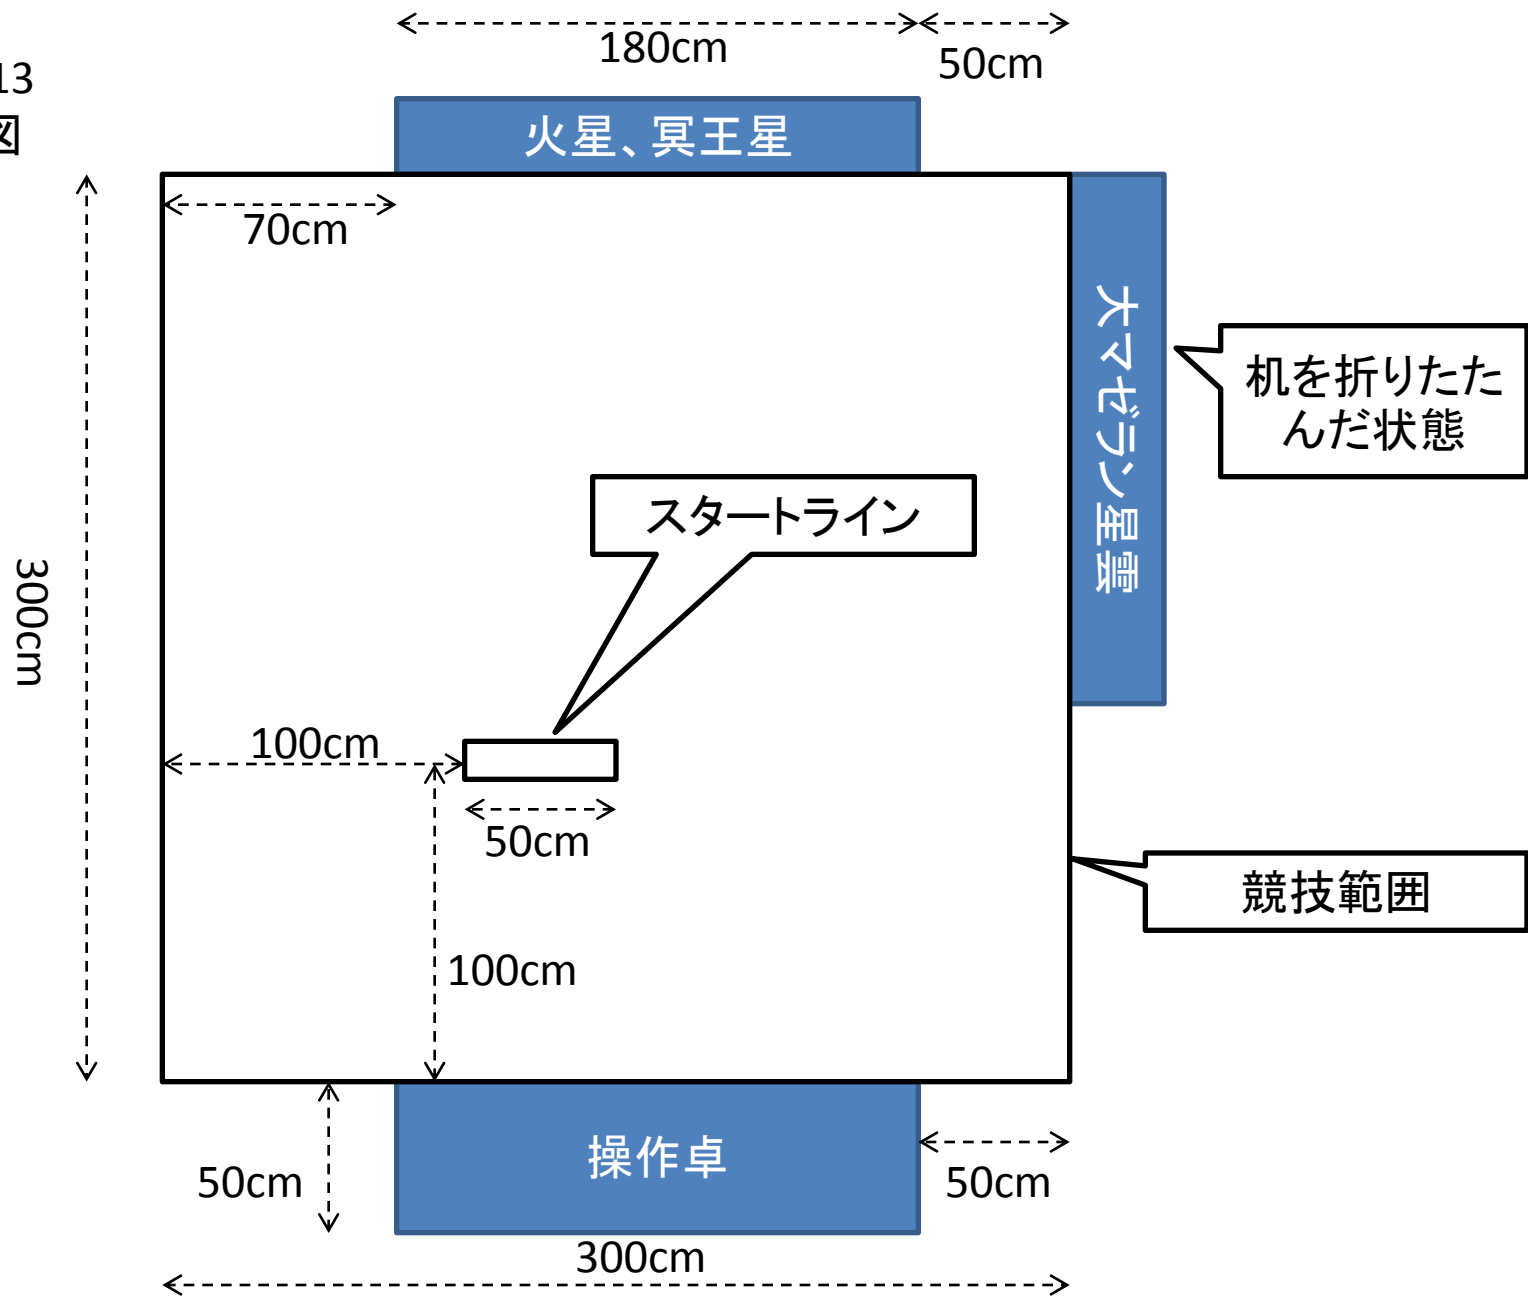 180cm
50cm
13
図
火星、冥王星
70cm
大マゼラン星雲
机を折りたた
んだ状態
スタートライン
300cm
100cm
50cm
競技範囲
100cm
操作卓
50cm
50cm
300cm